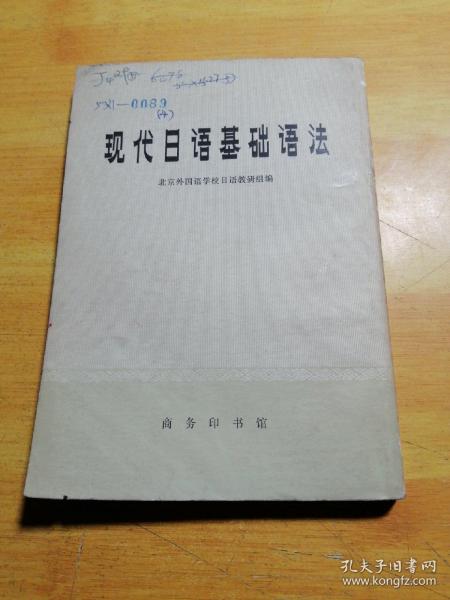 0089
(4)
现代日语基础语法
北京外国语学校日语教研组编
商务印书馆
孔夫子旧书网
www.kongfz.com